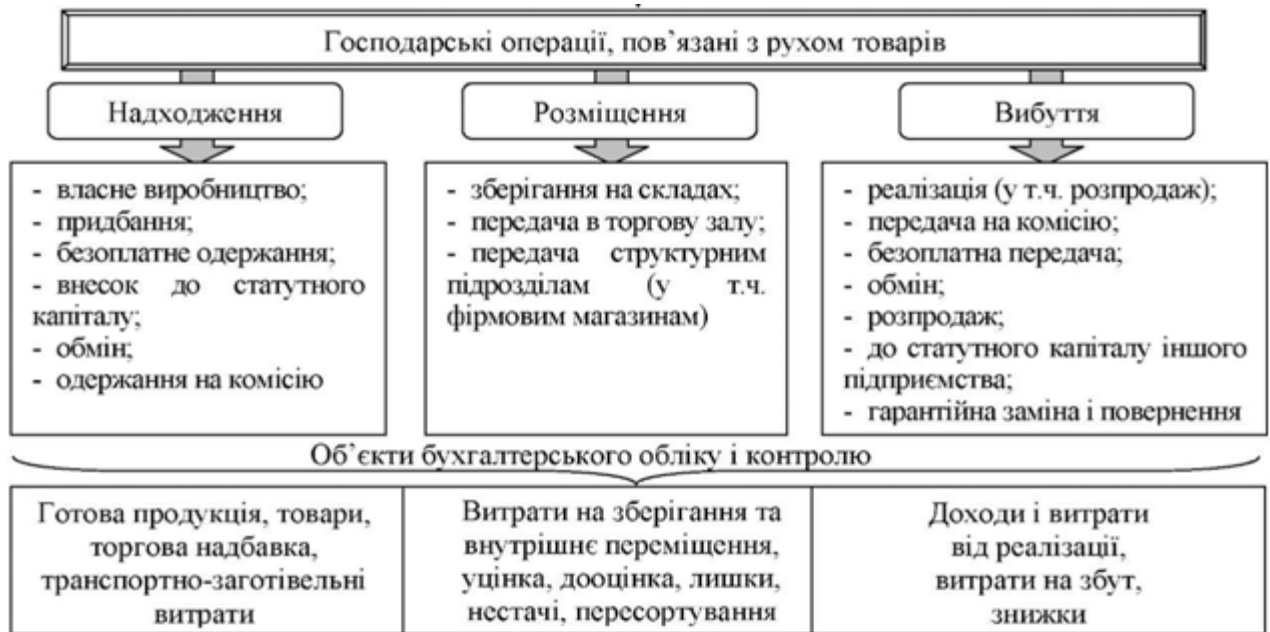 Господарські операції, пов’язані з рухом товарів
Надходження
Розміщення
Вибуття
- власне виробництво;
- придбання;
- безоплатне одержання;
- внесок до статутного
капіталу;
- обмін;
- одержання на комісію
- зберігання на складах;
- передача в торгову залу;
- передача структурним
підрозділам (у т.ч.
фірмовим магазинам)
- реалізація (у т.ч. розпродаж);
- передача на комісію;
- безоплатна передача;
- обмін;
- розпродаж;
- до статутного капіталу іншого
підприємства;
- гарантійна заміна і повернення
Об’єкти бухгалтерського обліку і контролю
Готова продукція, товари,
торгова надбавка,
транспортно-заготівельні
витрати
Витрати на зберігання та
внутрішнє переміщення,
уцінка, дооцінка, лишки,
нестачі, пересортування
Доходи і витрати
від реалізації,
витрати на збут,
знижки